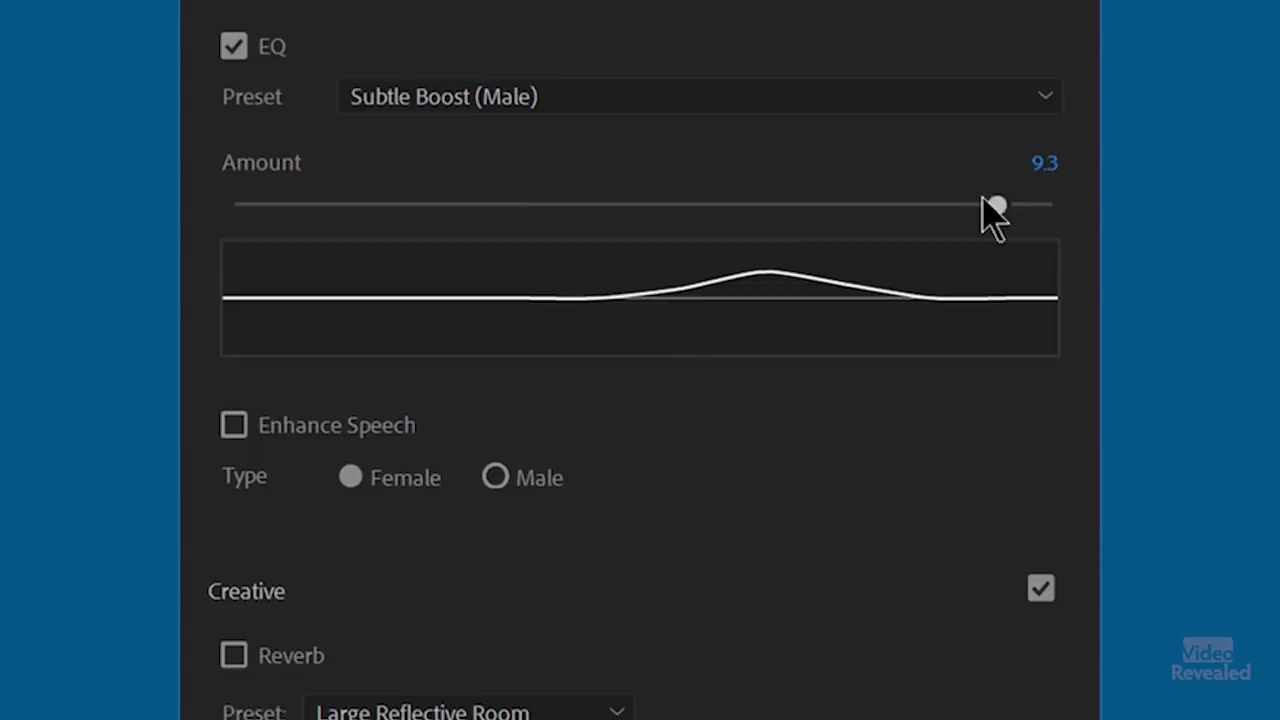 EQ
Preset Subtle Boost (Male)
Amount 9.3
Enhance Speech
Type Female Male
Creative
Reverb
Preset: Large Reflective Room
Video
Revealed